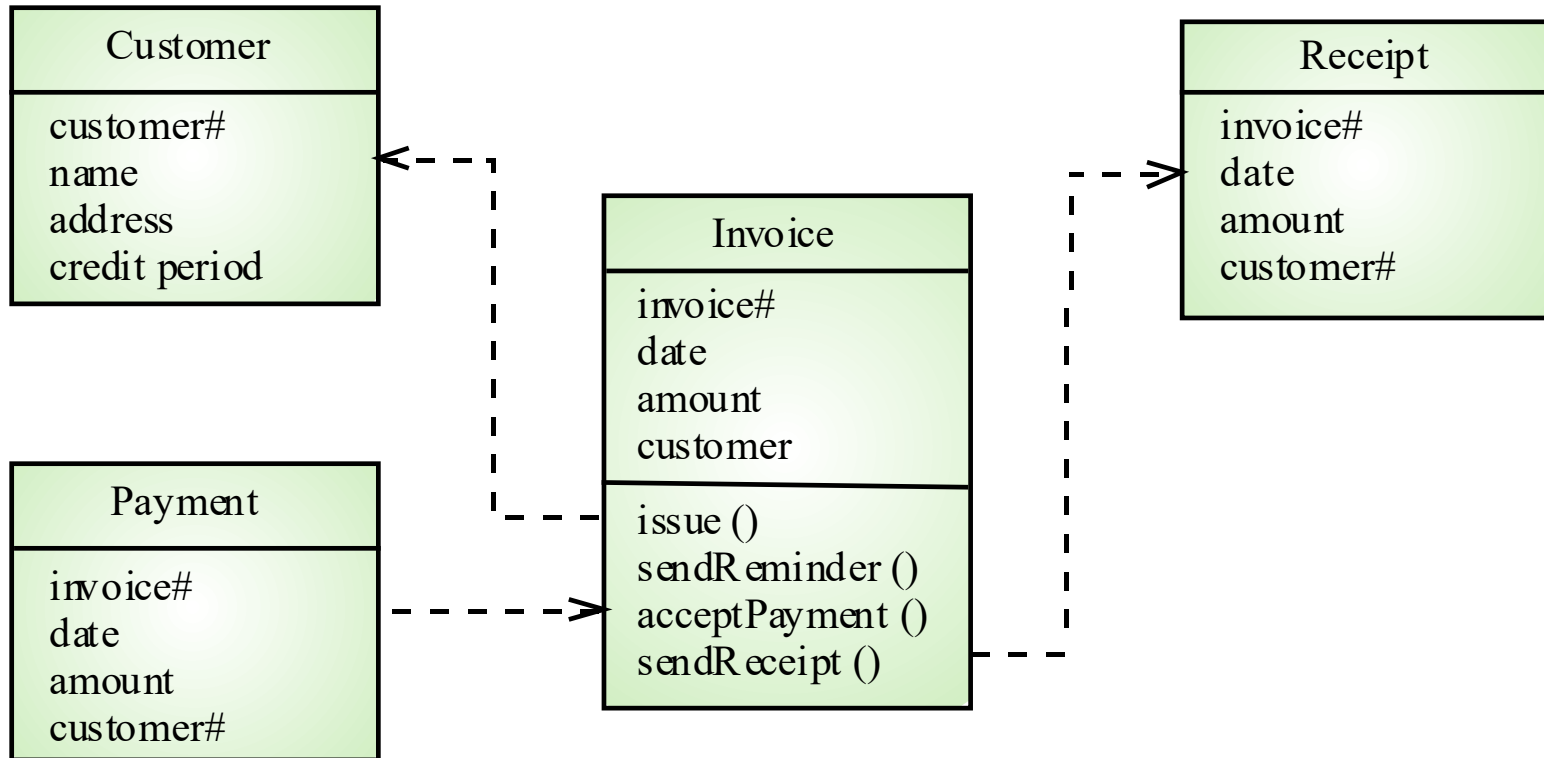 Customer
customer#
name
address
credit period
Receipt
invoice#
date
amount
customer#
Invoice
invoice#
date
amount
customer
issue ()
sendReminder ()
acceptPayment ()
sendReceipt ()
Payment
invoice#
date
amount
customer#